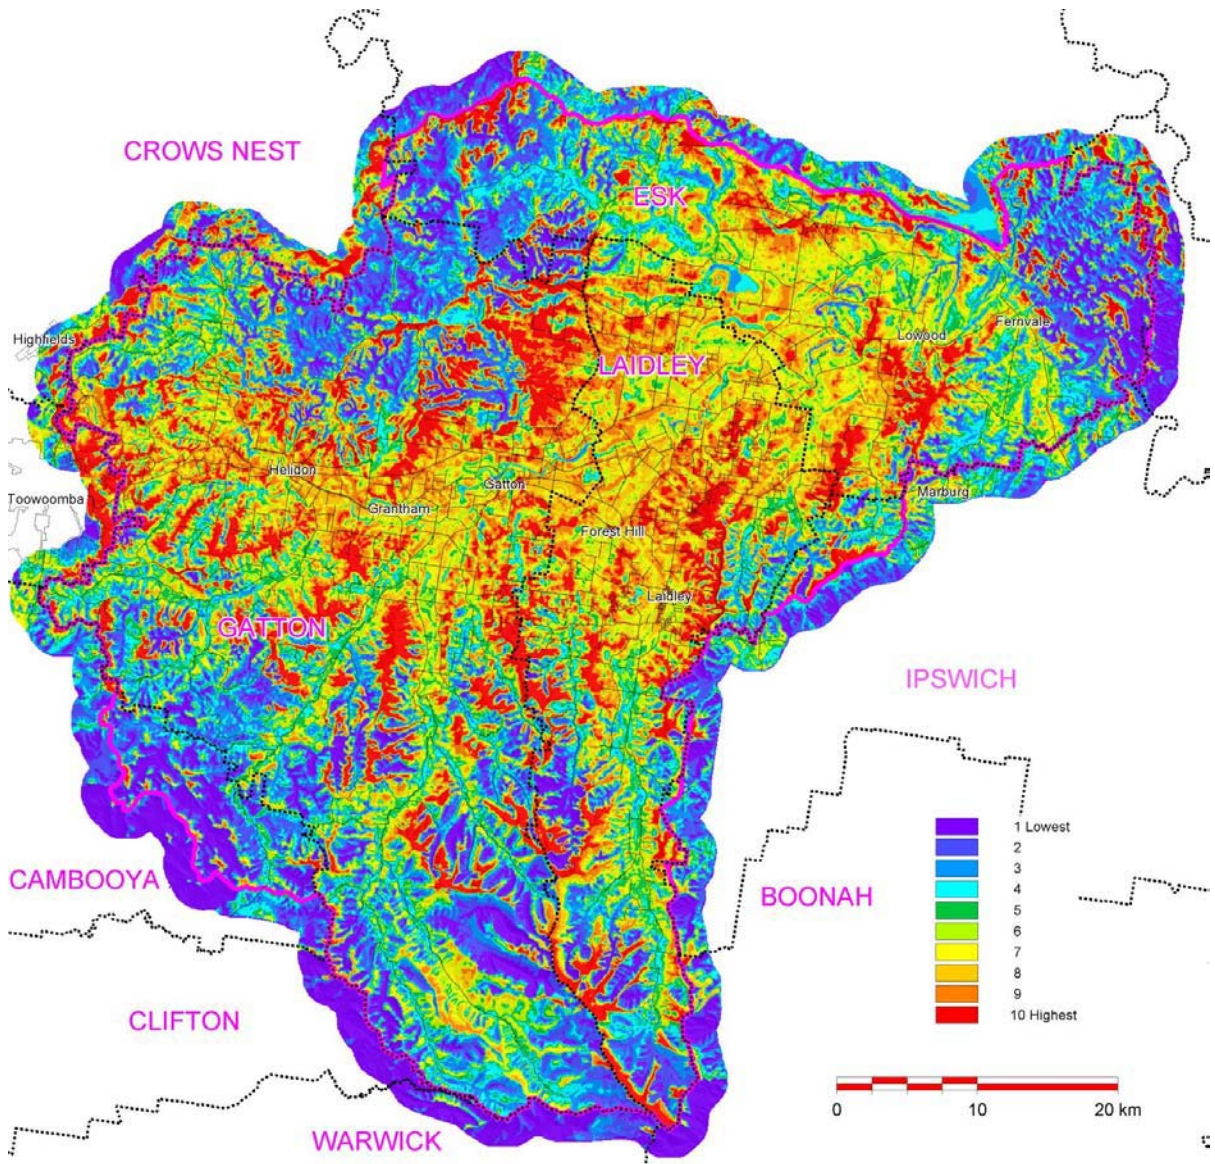 CROWS NEST
ESK
Highfields
Lowood
Fernvale
LAIDLEY
Helidon
Gatton
Toowoomba
Grantham
Marburg
Forest Hill
Laidley
GATTON
IPSWICH
1 Lowest
2
3
4
5
6
7
8
9
10 Highest
CAMBOOYA
BOONAH
CLIFTON
0 10 20 km
WARWICK